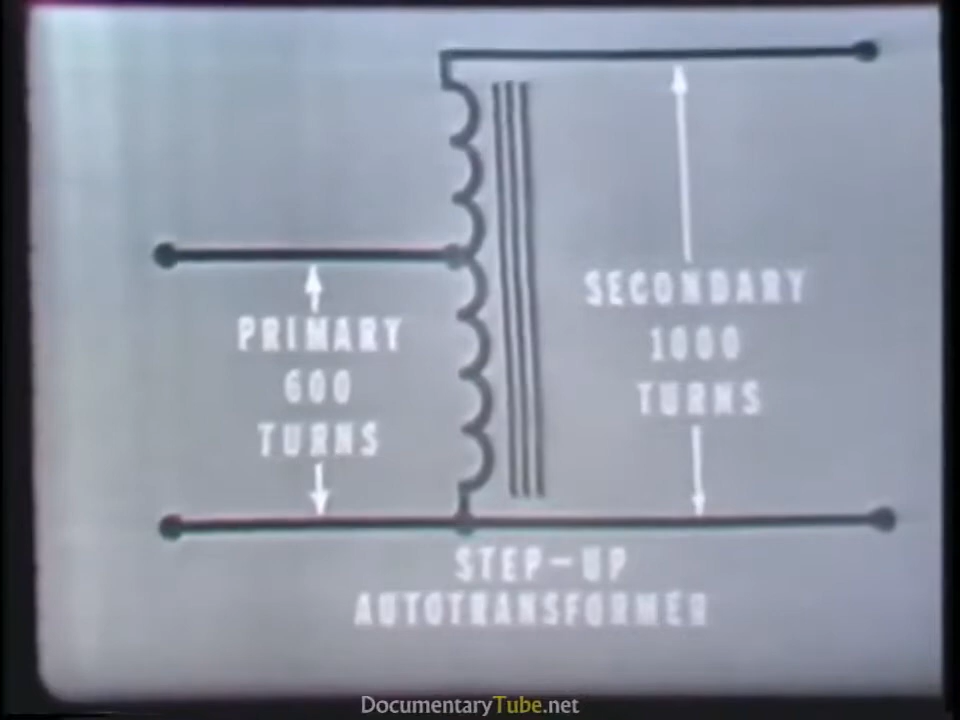 PRIMARY
600
TURNS
SECONDARY
1000
TURNS
STEP-UP
AUTOTRANSFORMER
DocumentaryTube.net